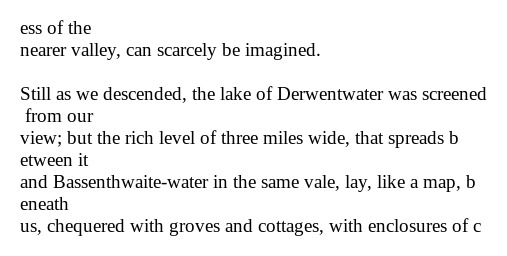 ess of the
nearer valley, can scarcely be imagined.

Still as we descended, the lake of Derwentwater was screened
 from our
view; but the rich level of three miles wide, that spreads b
etween it
and Bassenthwaite-water in the same vale, lay, like a map, b
eneath
us, chequered with groves and cottages, with enclosures of c